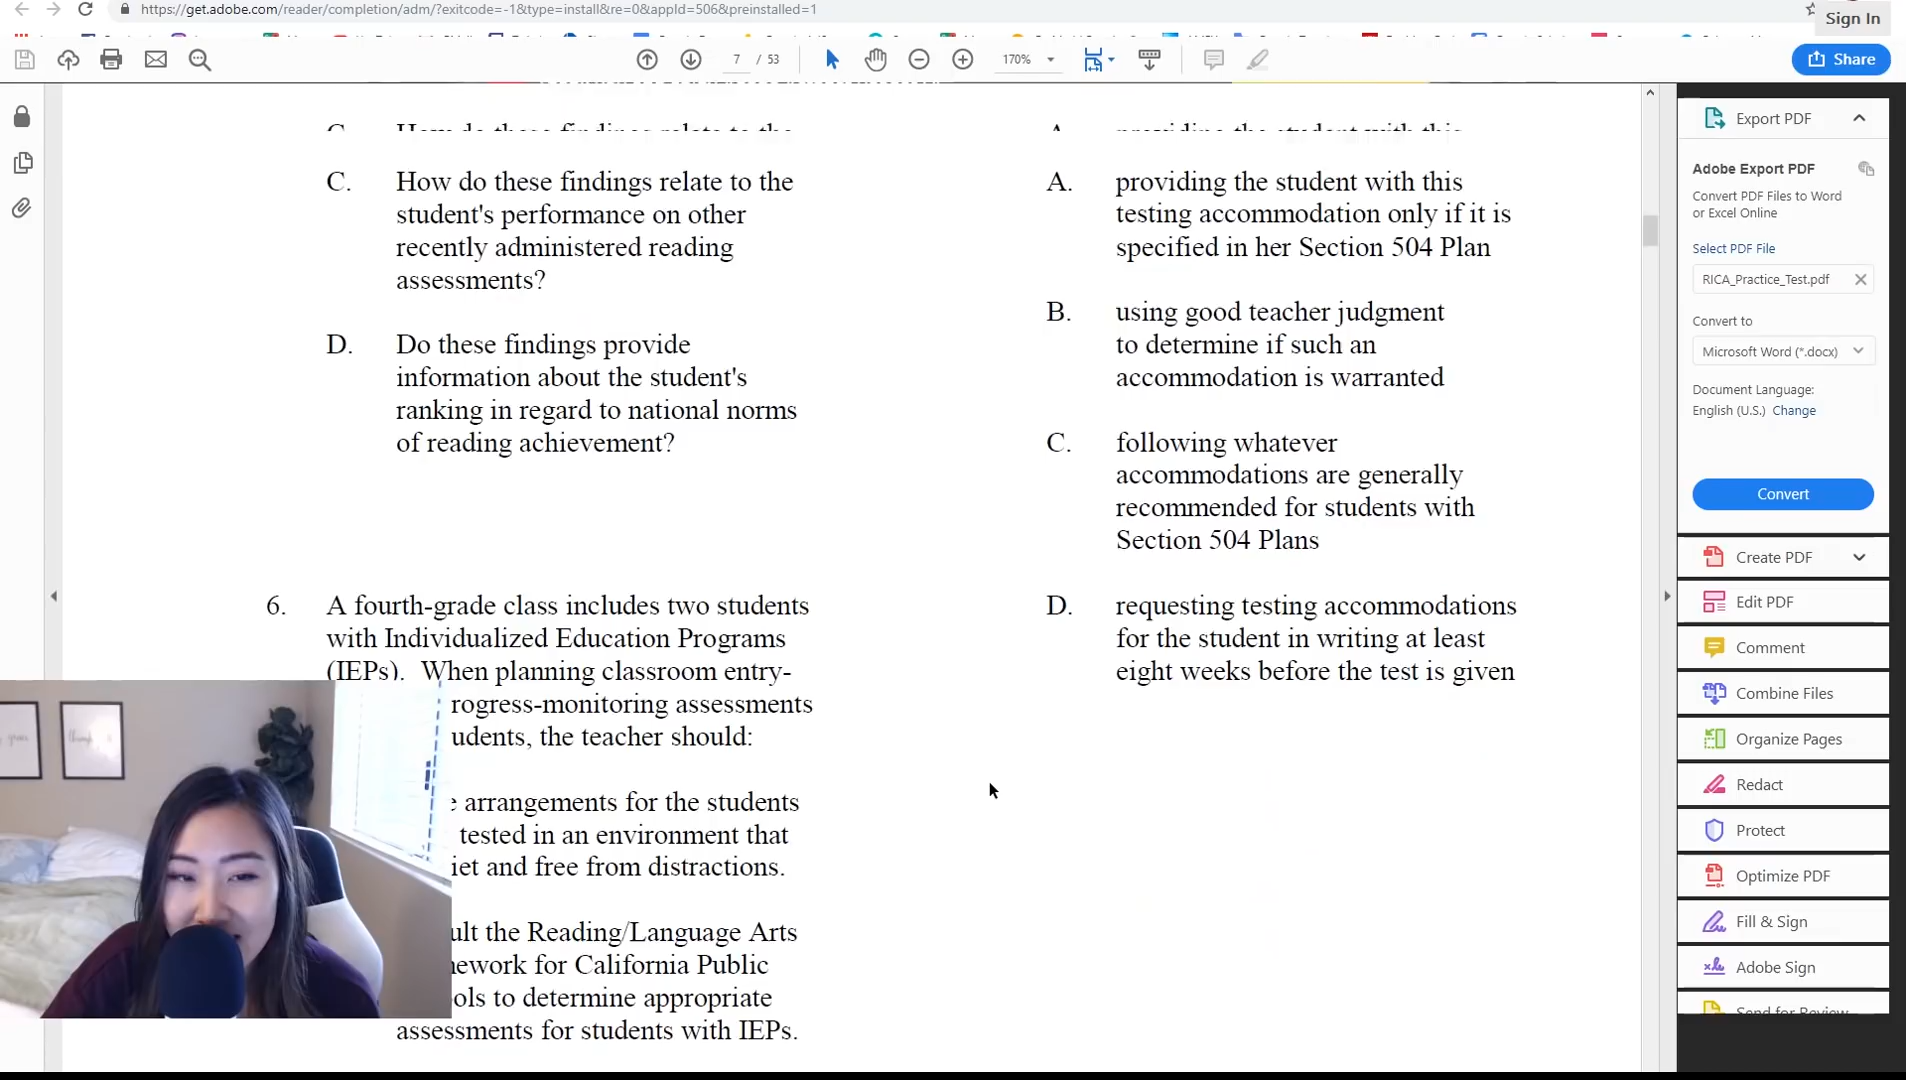 https://get.adobe.com/reader/completion/adm/?exitcode=-1&type=install&re=0&appId=506&preinstalled=1
Sign In
7 / 53
170%
Share
C. How do these findings relate to the
student's performance on other
recently administered reading
assessments?
D. Do these findings provide
information about the student's
ranking in regard to national norms
of reading achievement?
6. A fourth-grade class includes two students
with Individualized Education Programs
(IEPs). When planning classroom entry-
rogress-monitoring assessments
udents, the teacher should:
e arrangements for the students
tested in an environment that
iet and free from distractions.
ult the Reading/Language Arts
ework for California Public
ols to determine appropriate
assessments for students with IEPs.
A. providing the student with this
testing accommodation only if it is
specified in her Section 504 Plan
B. using good teacher judgment
to determine if such an
accommodation is warranted
C. following whatever
accommodations are generally
recommended for students with
Section 504 Plans
D. requesting testing accommodations
for the student in writing at least
eight weeks before the test is given
Export PDF
Adobe Export PDF
Convert PDF Files to Word
or Excel Online
Select PDF File
RICA_Practice_Test.pdf
Convert to
Microsoft Word (*.docx)
Document Language:
English (U.S.) Change
Convert
Create PDF
Edit PDF
Comment
Combine Files
Organize Pages
Redact
Protect
Optimize PDF
Fill & Sign
Adobe Sign
Send for Review